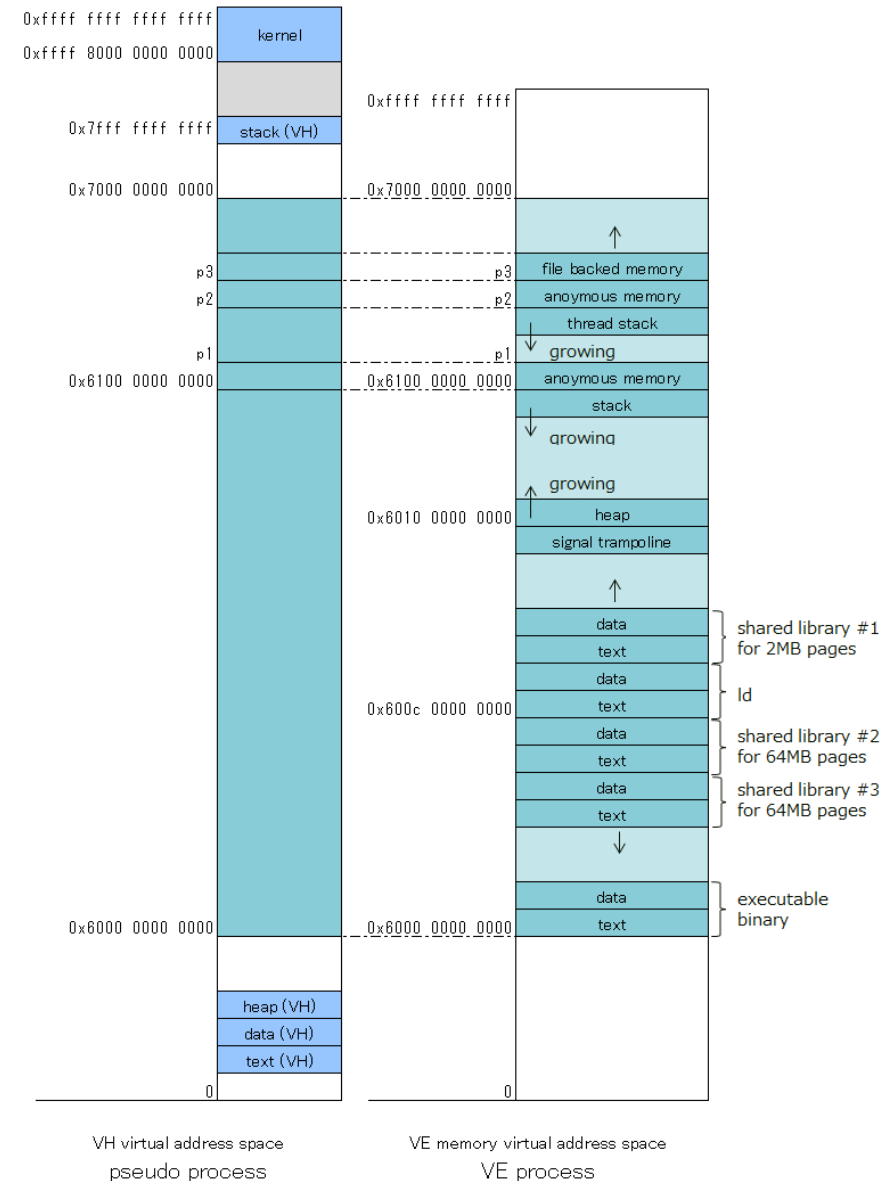 0xffff ffff ffff ffff
kernel
0xffff 8000 0000 0000
0xffff ffff ffff
0x7fff ffff ffff
stack (VH)
0x7000 0000 0000
0x7000 0000 0000
p3
p3
file backed memory
p2
p2
anoymous memory
thread stack
p1
p1
growing
0x6100 0000 0000
0x6100 0000 0000
anoymous memory
stack
growing
growing
0x6010 0000 0000
heap
signal trampoline
data
text
shared library #1
for 2MB pages
data
text
ld
0x600c 0000 0000
data
text
shared library #2
for 64MB pages
data
text
shared library #3
for 64MB pages
data
text
executable
binary
0x6000 0000 0000
0x6000 0000 0000
heap (VH)
data (VH)
text (VH)
0
0
VH virtual address space
pseudo process
VE memory virtual address space
VE process